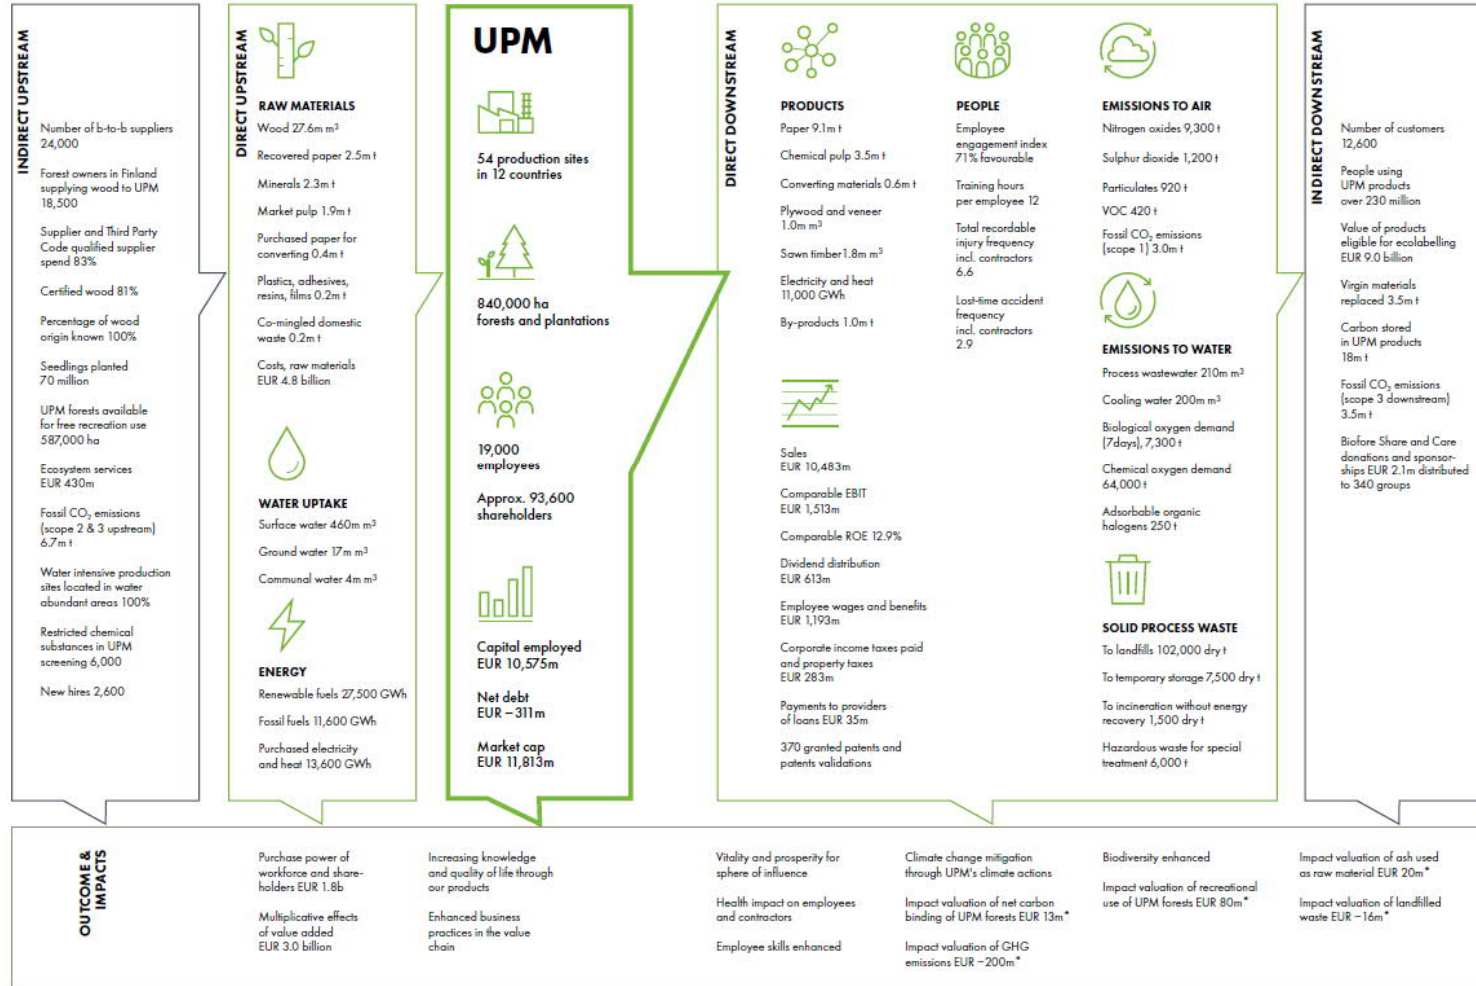 INDIRECT UPSTREAM
Number of b-to-b suppliers
24,000
Forest owners in Finland
supplying wood to UPM
18,500
Supplier and Third Party
Code qualified supplier
spend 83%
Certified wood 81%
Percentage of wood
origin known 100%
Seedlings planted
70 million
UPM forests available
for free recreation use
587,000 ha
Ecosystem services
EUR 430m
Fossil CO₂ emissions
(scope 2 & 3 upstream)
6.7m t
Water intensive production
sites located in water
abundant areas 100%
Restricted chemical
substances in UPM
screening 6,000
New hires 2,600
DIRECT UPSTREAM
RAW MATERIALS
Wood 27.6m m³
Recovered paper 2.5m t
Minerals 2.3m t
Market pulp 1.9m t
Purchased paper for
converting 0.4m t
Plastics, adhesives,
resins, films 0.2m t
Co-mingled domestic
waste 0.2m t
Costs, raw materials
EUR 4.8 billion
WATER UPTAKE
Surface water 460m m³
Ground water 17m m³
Communal water 4m m³
ENERGY
Renewable fuels 27,500 GWh
Fossil fuels 11,600 GWh
Purchased electricity
and heat 13,600 GWh
UPM
54 production sites
in 12 countries
840,000 ha
forests and plantations
19,000
employees
Approx. 93,600
shareholders
Capital employed
EUR 10,575m
Net debt
EUR –311m
Market cap
EUR 11,813m
DIRECT DOWNSTREAM
PRODUCTS
Paper 9.1m t
Chemical pulp 3.5m t
Converting materials 0.6m t
Plywood and veneer
1.0m m³
Sawn timber1.8m m³
Electricity and heat
11,000 GWh
By-products 1.0m t
Sales
EUR 10,483m
Comparable EBIT
EUR 1,513m
Comparable ROE 12.9%
Dividend distribution
EUR 613m
Employee wages and benefits
EUR 1,193m
Corporate income taxes paid
and property taxes
EUR 283m
Payments to providers
of loans EUR 35m
370 granted patents and
patents validations
PEOPLE
Employee
engagement index
71% favourable
Training hours
per employee 12
Total recordable
injury frequency
incl. contractors
6.6
Lost-time accident
frequency
incl. contractors
2.9
EMISSIONS TO AIR
Nitrogen oxides 9,300 t
Sulphur dioxide 1,200 t
Particulates 920 t
VOC 420 t
Fossil CO₂ emissions
(scope 1) 3.0m t
EMISSIONS TO WATER
Process wastewater 210m m³
Cooling water 200m m³
Biological oxygen demand
(7days), 7,300 t
Chemical oxygen demand
64,000 t
Adsorbable organic
halogens 250 t
SOLID PROCESS WASTE
To landfills 102,000 dry t
To temporary storage 7,500 dry t
To incineration without energy
recovery 1,500 dry t
Hazardous waste for special
treatment 6,000 t
INDIRECT DOWNSTREAM
Number of customers
12,600
People using
UPM products
over 230 million
Value of products
eligible for ecolabelling
EUR 9.0 billion
Virgin materials
replaced 3.5m t
Carbon stored
in UPM products
18m t
Fossil CO₂ emissions
(scope 3 downstream)
3.5m t
Biofore Share and Care
donations and sponsor-
ships EUR 2.1m distributed
to 340 groups
OUTCOME &
IMPACTS
Purchase power of
workforce and share-
holders EUR 1.8b
Multiplicative effects
of value added
EUR 3.0 billion
Increasing knowledge
and quality of life through
our products
Enhanced business
practices in the value
chain
Vitality and prosperity for
sphere of influence
Health impact on employees
and contractors
Employee skills enhanced
Climate change mitigation
through UPM's climate actions
Impact valuation of net carbon
binding of UPM forests EUR 13m*
Impact valuation of GHG
emissions EUR –200m*
Biodiversity enhanced
Impact valuation of recreational
use of UPM forests EUR 80m*
Impact valuation of ash used
as raw material EUR 20m*
Impact valuation of landfilled
waste EUR –16m*